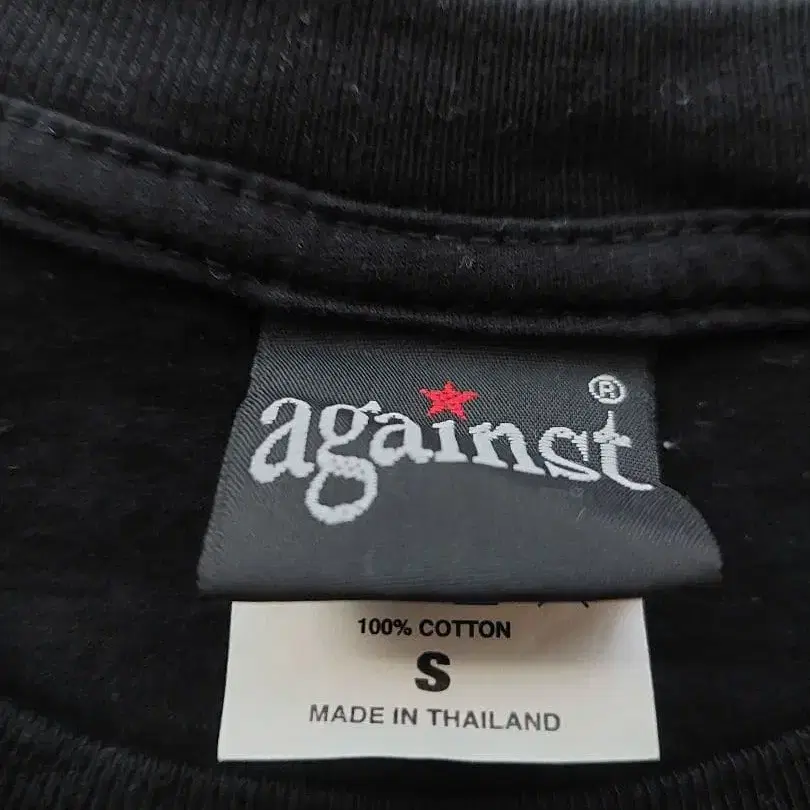 against®
100% COTTON
S
MADE IN THAILAND